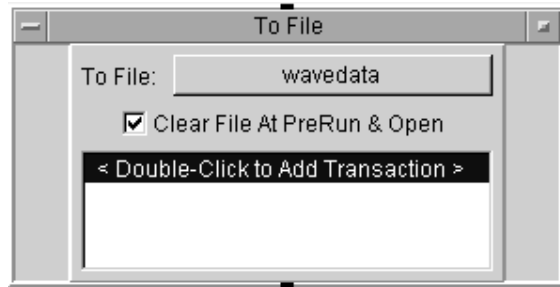 To File
To File: wavedata
Clear File At PreRun & Open
< Double-Click to Add Transaction >